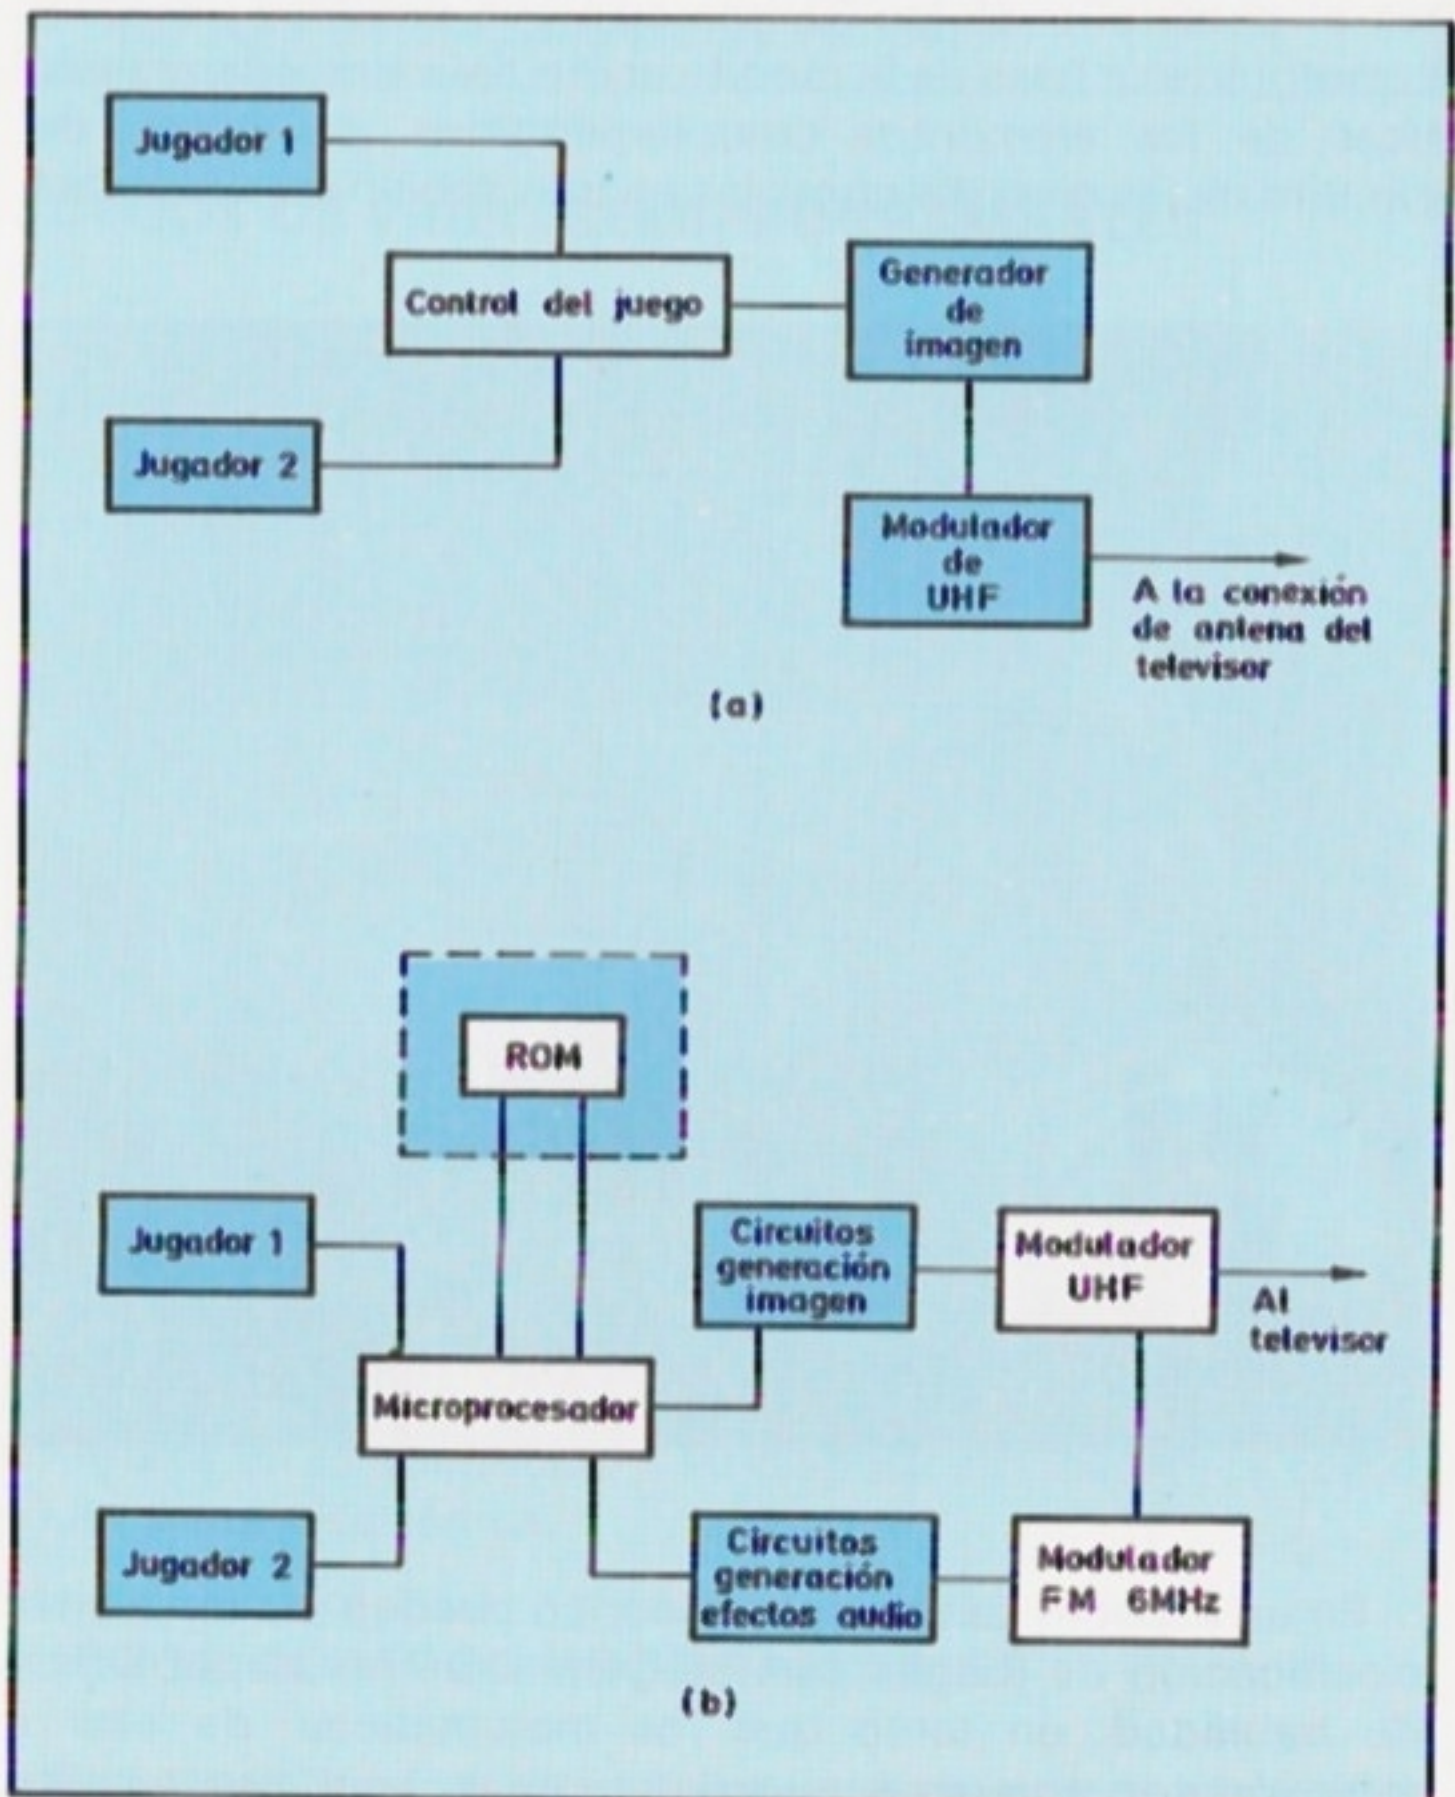 Jugador 1
Control del juego
Generador
de
imagen
Jugador 2
Modulador
de
UHF
A la conexión
de antena del
televisor
(a)
ROM
Jugador 1
Circuitos
generación
imagen
Modulador
UHF
Al
televisor
Microprocesador
Jugador 2
Circuitos
generación
efectos audio
Modulador
FM 6MHz
(b)